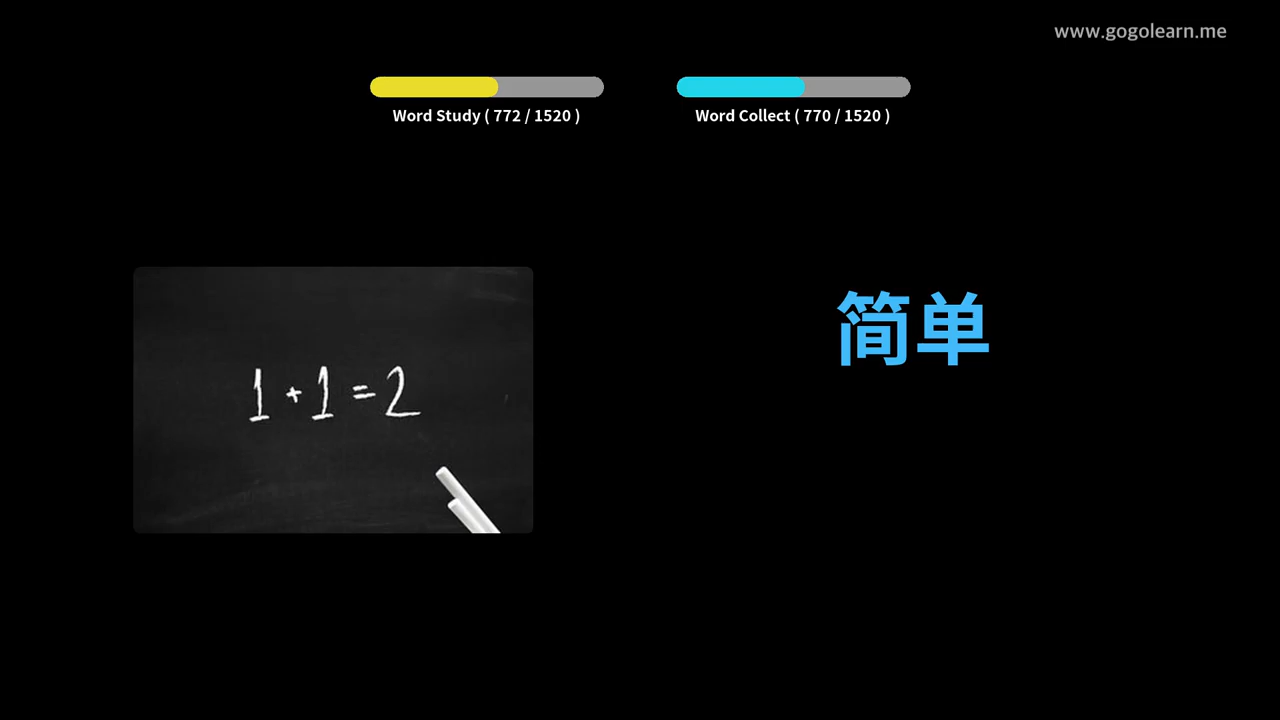 www.gogolearn.me
Word Study ( 772 / 1520 )
Word Collect ( 770 / 1520 )
1 + 1 = 2
简单